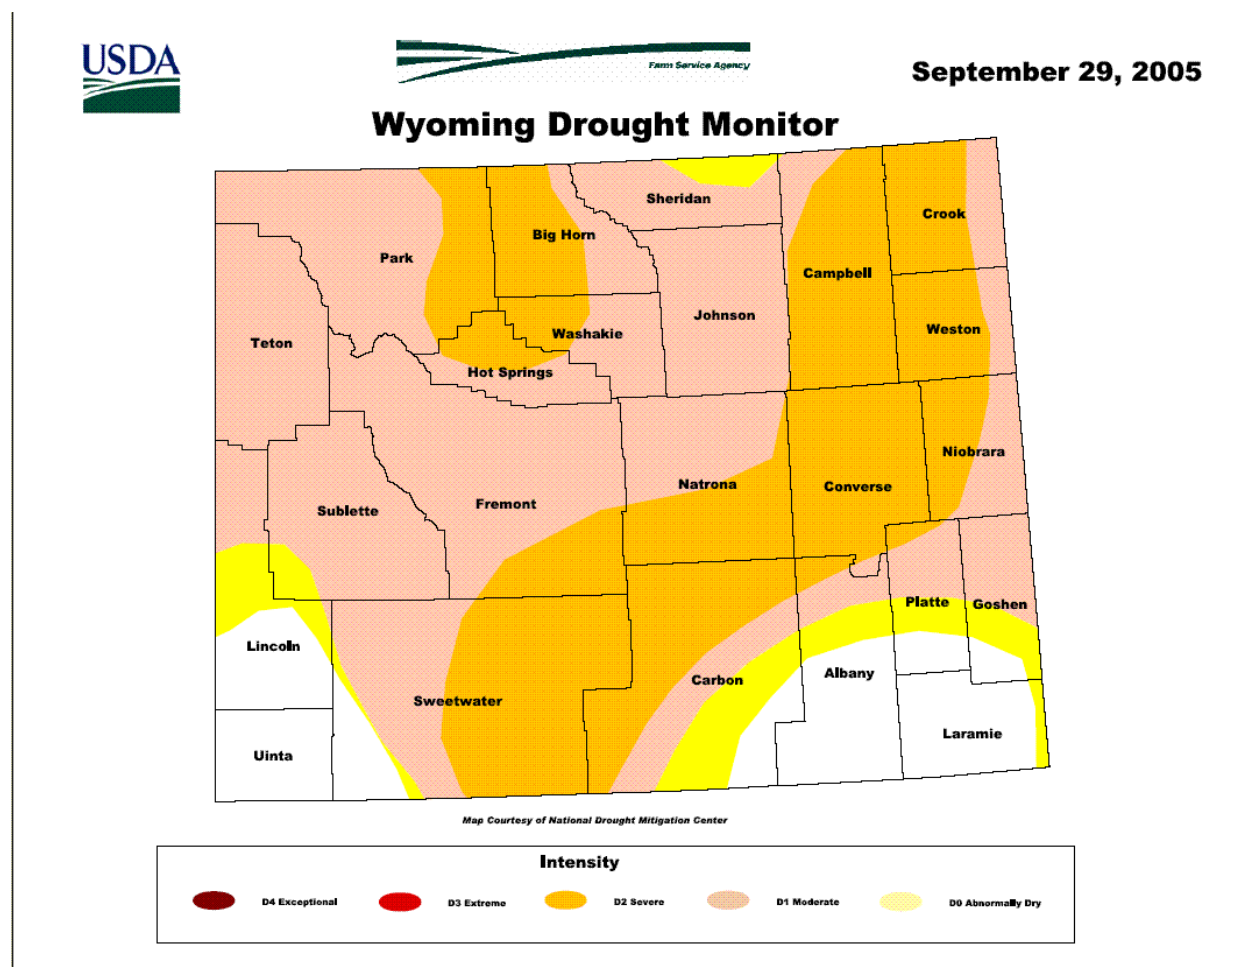 USDA
Farm Service Agency
September 29, 2005
Wyoming Drought Monitor
Sheridan
Crook
Big Horn
Park
Campbell
Johnson
Weston
Washakie
Teton
Hot Springs
Niobrara
Natrona
Converse
Fremont
Sublette
Platte
Goshen
Lincoln
Albany
Carbon
Sweetwater
Laramie
Uinta
Map Courtesy of National Drought Mitigation Center
Intensity
D4 Exceptional
D3 Extreme
D2 Severe
D1 Moderate
D0 Abnormally Dry